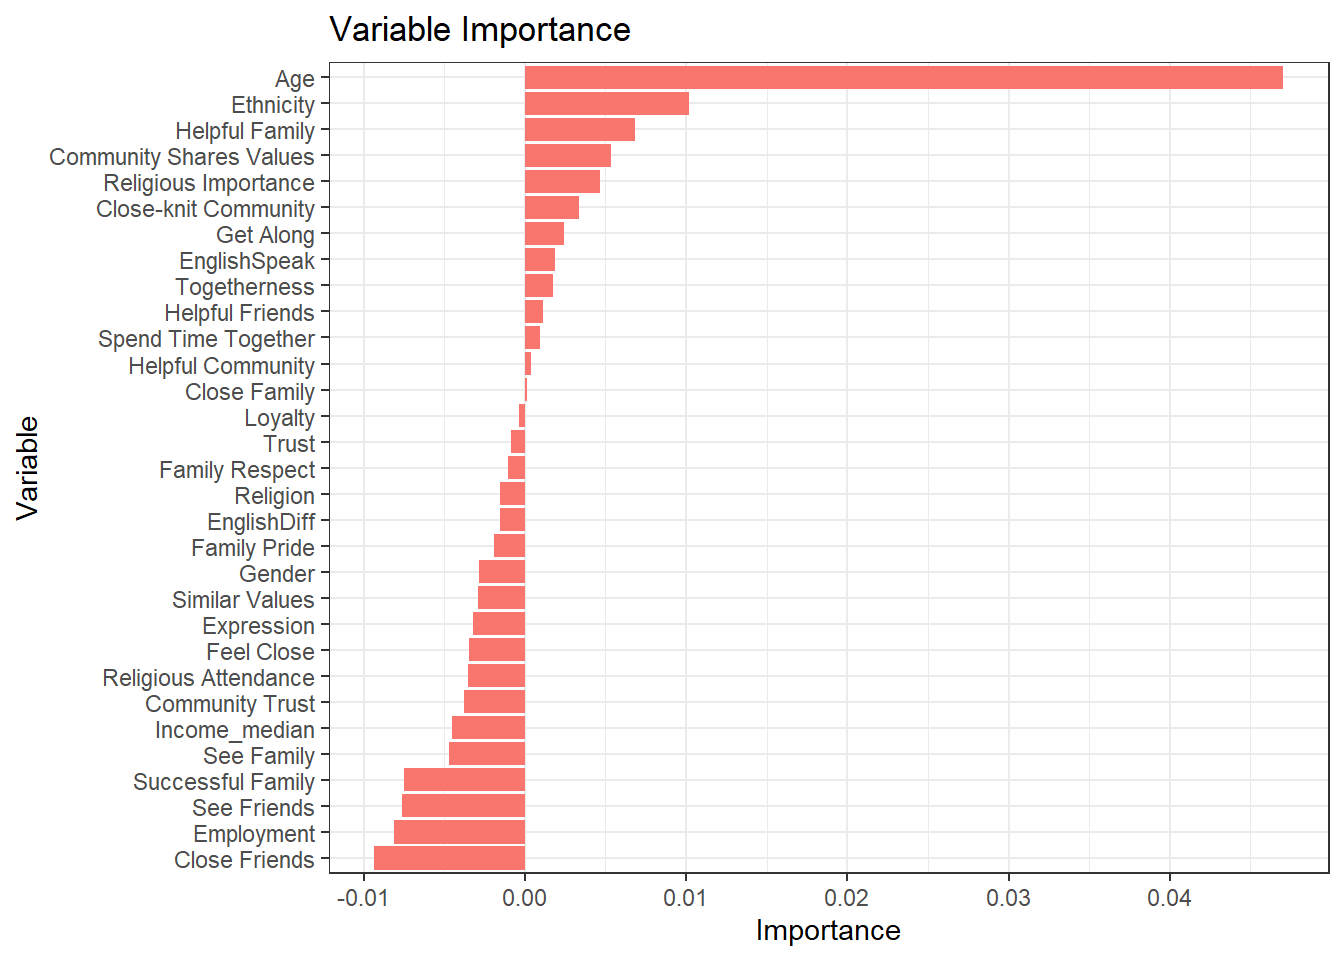 Variable Importance
Age
Ethnicity
Helpful Family
Community Shares Values
Religious Importance
Close-knit Community
Get Along
EnglishSpeak
Togetherness
Helpful Friends
Spend Time Together
Helpful Community
Close Family
Loyalty
Trust
Family Respect
Religion
EnglishDiff
Family Pride
Gender
Similar Values
Expression
Feel Close
Religious Attendance
Community Trust
Income_median
See Family
Successful Family
See Friends
Employment
Close Friends
Variable
-0.01 0.00 0.01 0.02 0.03 0.04
Importance